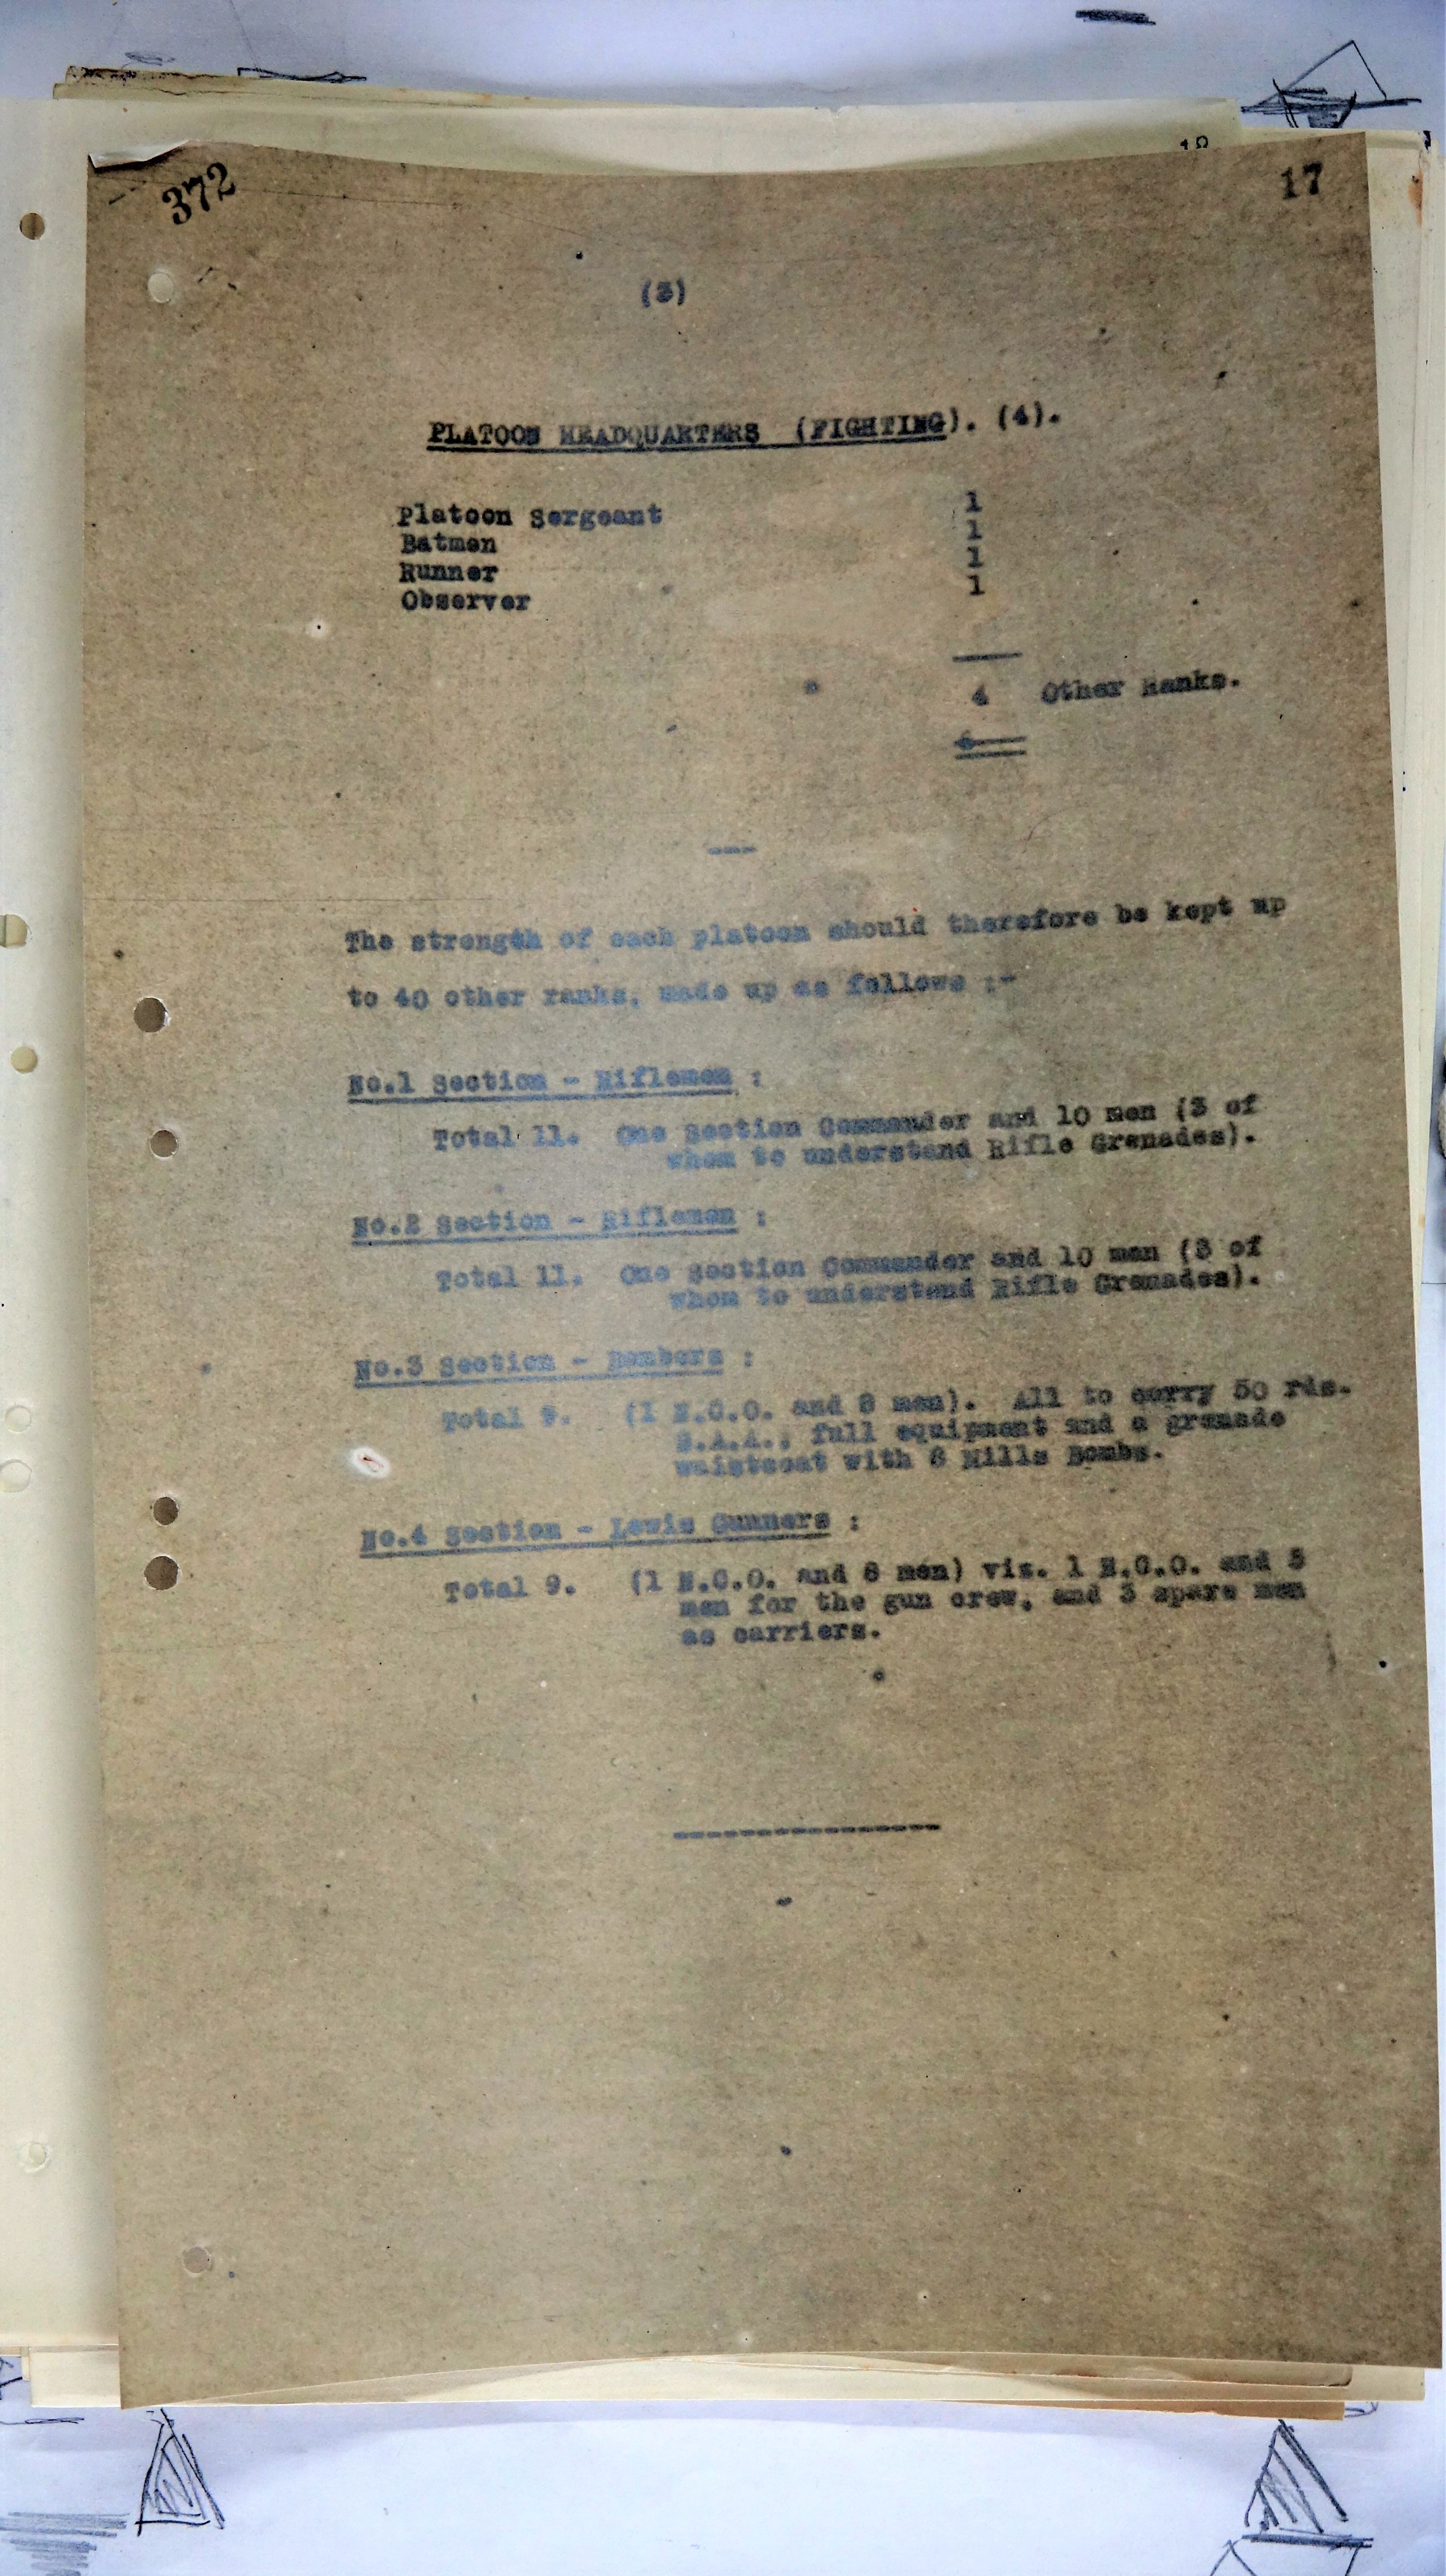 18
372
17
(3)
PLATOON HEADQUARTERS (FIGHTING). (4).
Platoon Sergeant 1
Batmen 1
Runner 1
Observer 1
4 Other Ranks.
The strength of each platoon should therefore be kept up
to 40 other ranks, made up as follows :-
No.1 Section - Riflemen :
Total 11. One Section Commander and 10 men (3 of
whom to understand Rifle Grenades).
No.2 Section - Riflemen :
Total 11. One Section Commander and 10 men (3 of
whom to understand Rifle Grenades).
No.3 Section - Bombers :
Total 9. (1 N.C.O. and 8 men). All to carry 50 rds.
S.A.A., full equipment and a grenade
waistcoat with 8 Mills Bombs.
No.4 Section - Lewis Gunners :
Total 9. (1 N.C.O. and 8 men) viz. 1 N.C.O. and 5
men for the gun crew, and 3 spare men
as carriers.